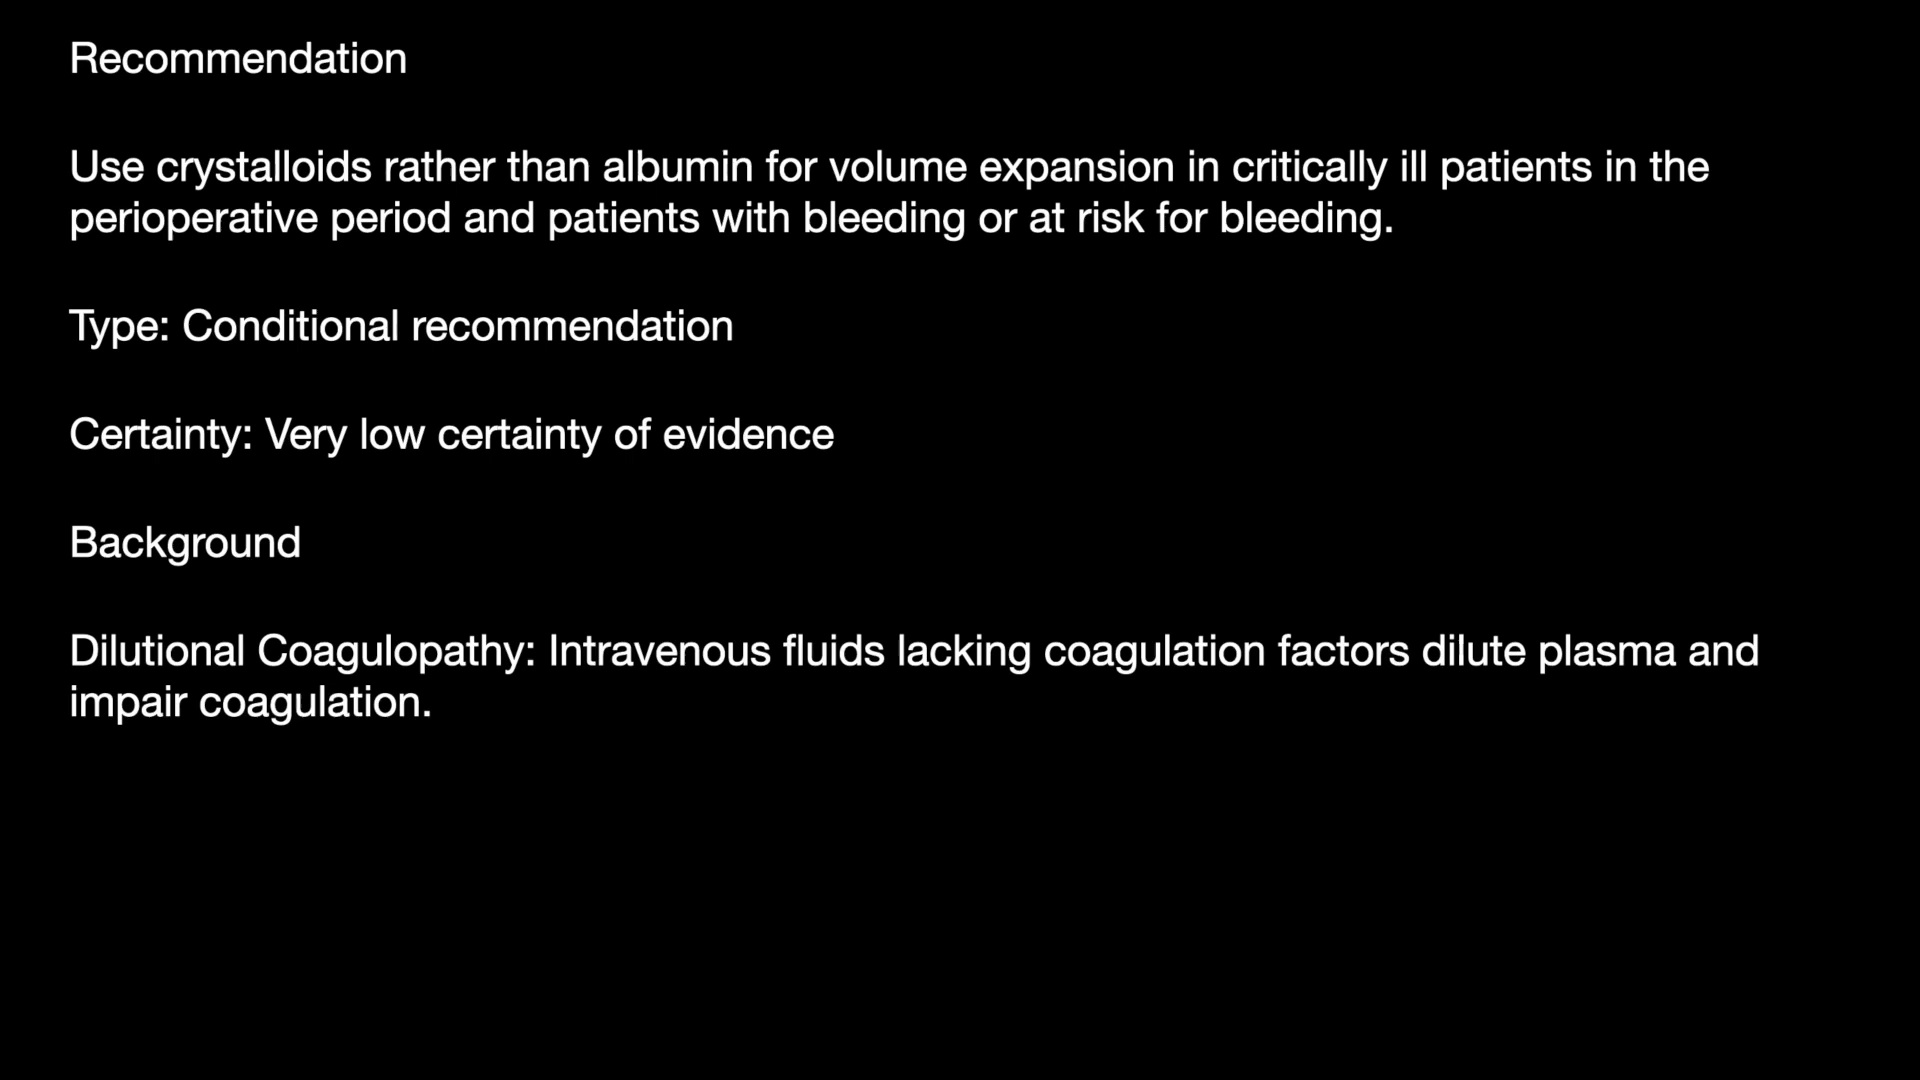 Recommendation
Use crystalloids rather than albumin for volume expansion in critically ill patients in the
perioperative period and patients with bleeding or at risk for bleeding.
Type: Conditional recommendation
Certainty: Very low certainty of evidence
Background
Dilutional Coagulopathy: Intravenous fluids lacking coagulation factors dilute plasma and
impair coagulation.